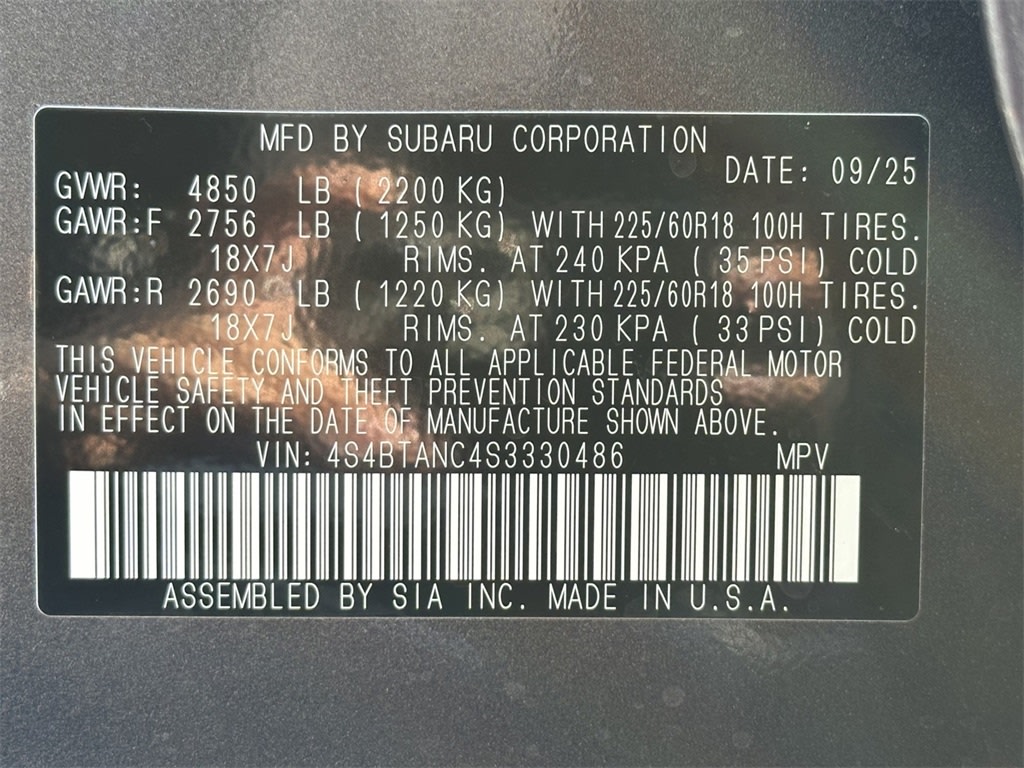 MFD BY SUBARU CORPORATION
DATE: 09/25
GVWR: 4850 LB ( 2200 KG)
GAWR:F 2756 LB ( 1250 KG) WITH 225/60R18 100H TIRES.
18X7J RIMS. AT 240 KPA ( 35 PSI) COLD
GAWR:R 2690 LB ( 1220 KG) WITH 225/60R18 100H TIRES.
18X7J RIMS. AT 230 KPA ( 33 PSI) COLD
THIS VEHICLE CONFORMS TO ALL APPLICABLE FEDERAL MOTOR
VEHICLE SAFETY AND THEFT PREVENTION STANDARDS
IN EFFECT ON THE DATE OF MANUFACTURE SHOWN ABOVE.
VIN: 4S4BTANC4S3330486 MPV
ASSEMBLED BY SIA INC. MADE IN U.S.A.